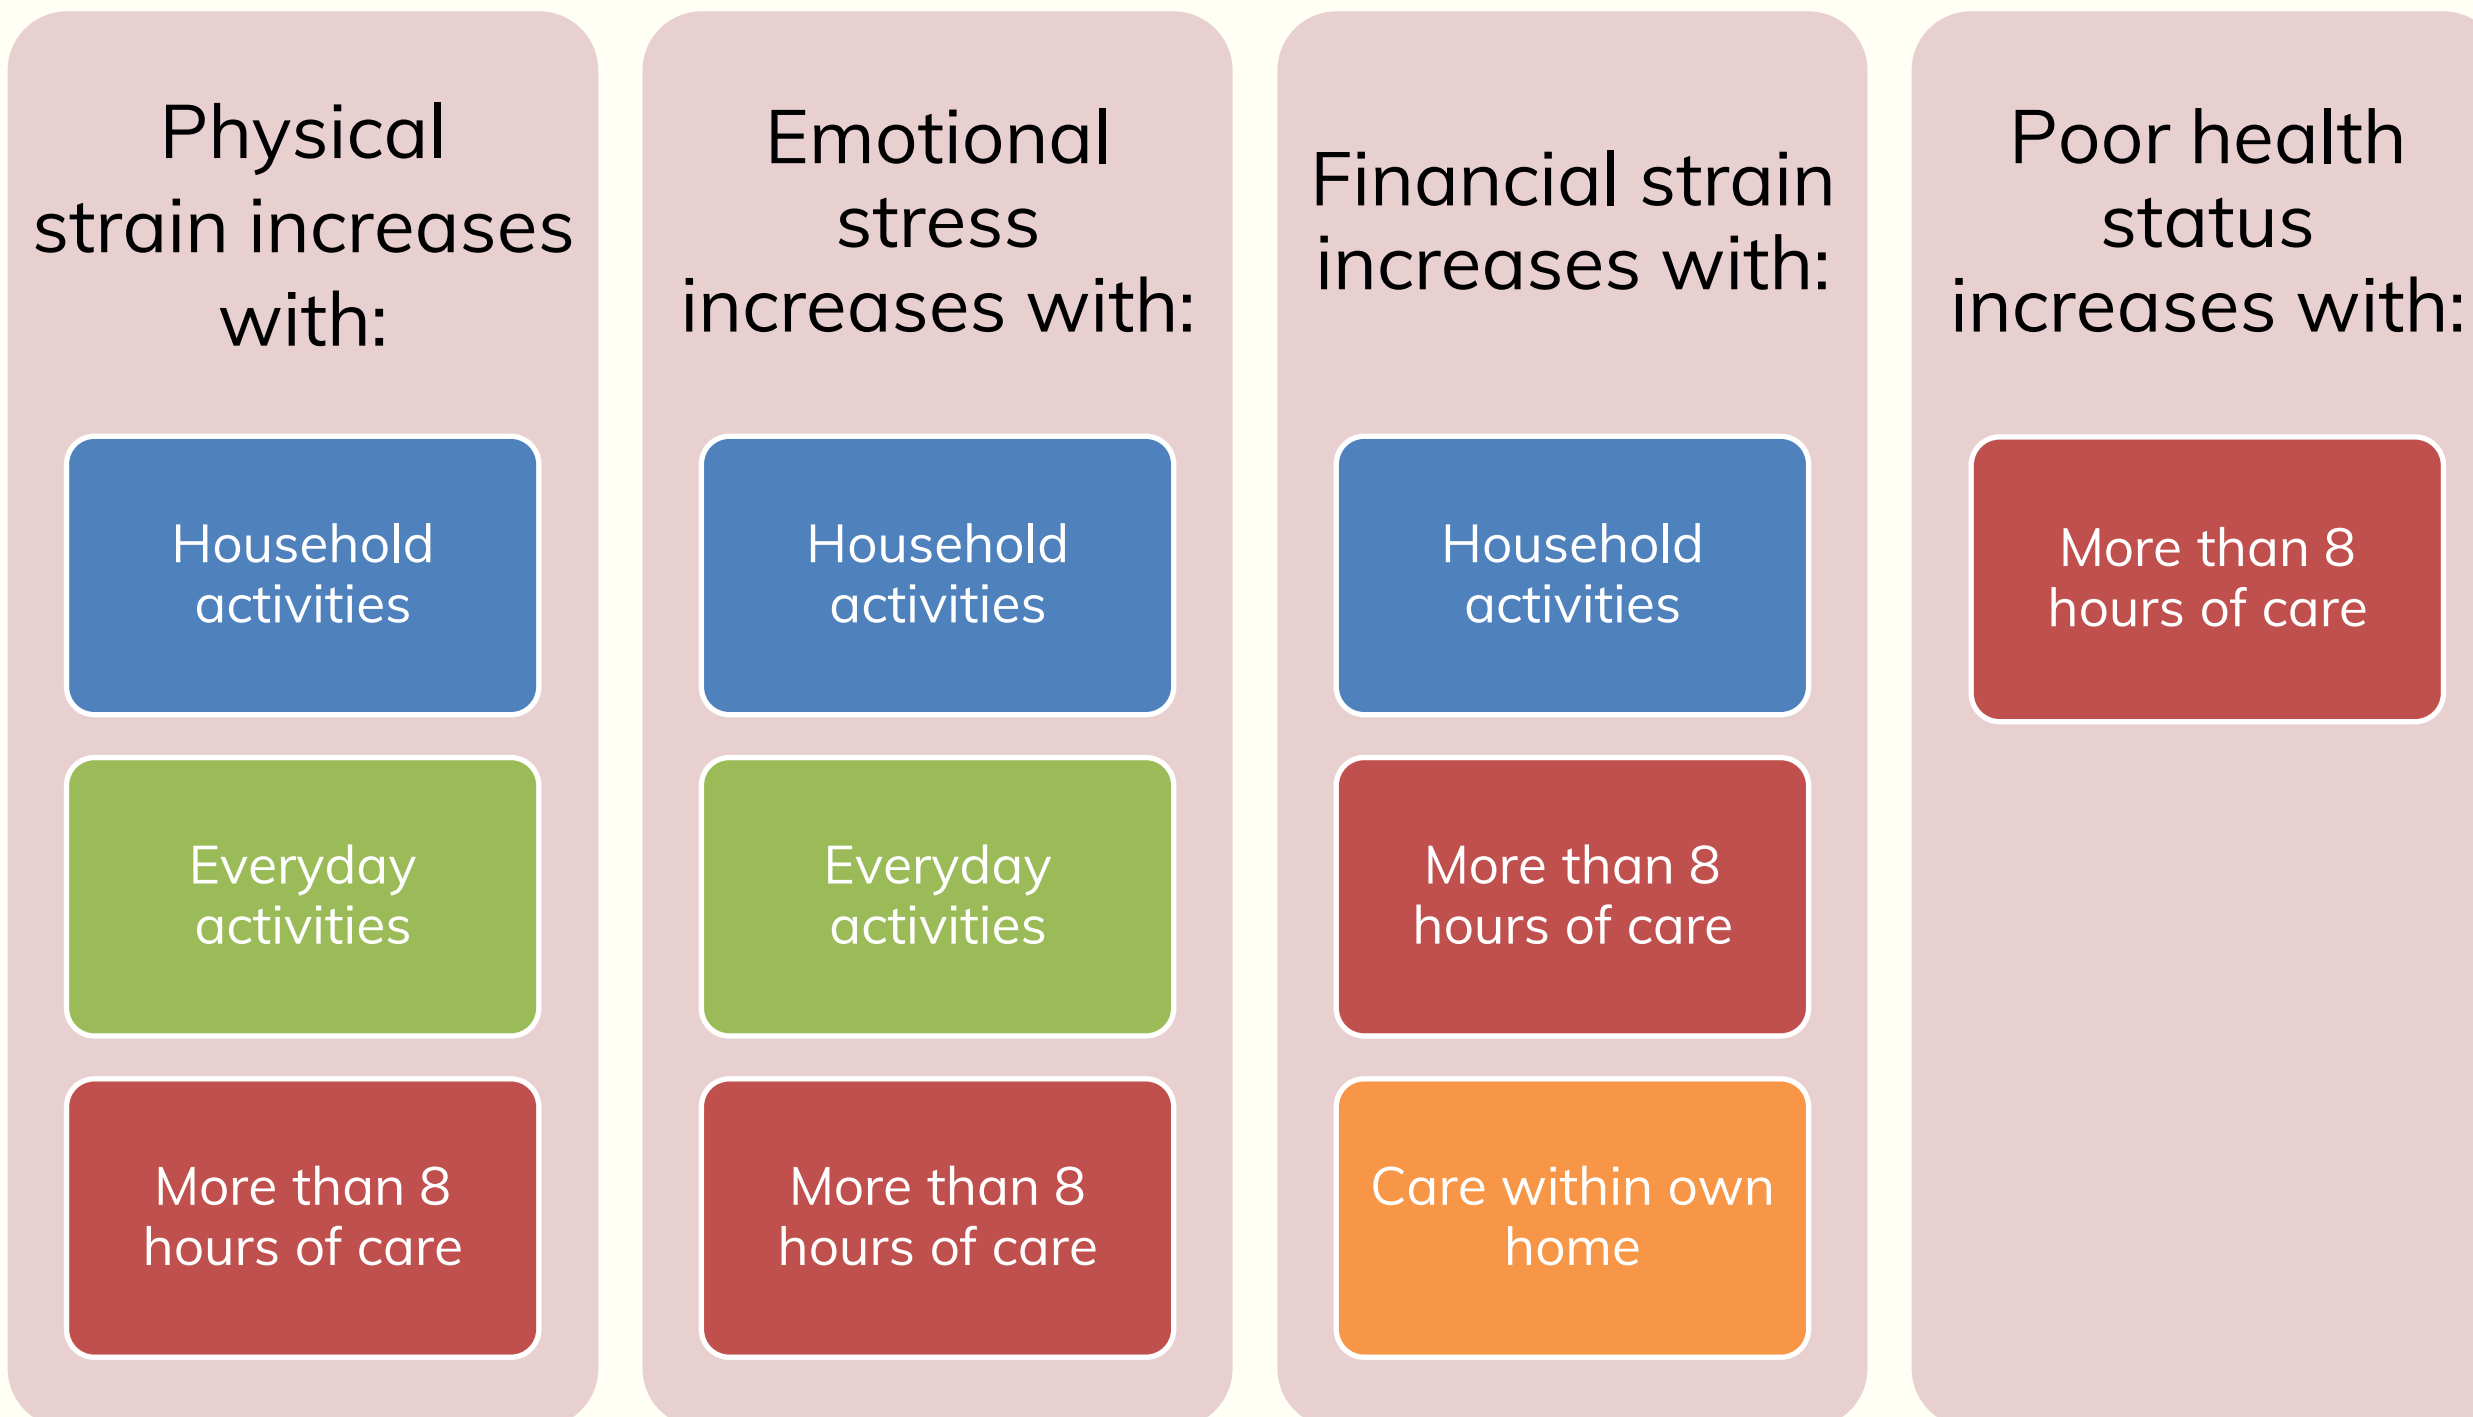 Physical
strain increases
with:
Household
activities
Everyday
activities
More than 8
hours of care
Emotional
stress
increases with:
Household
activities
Everyday
activities
More than 8
hours of care
Financial strain
increases with:
Household
activities
More than 8
hours of care
Care within own
home
Poor health
status
increases with:
More than 8
hours of care